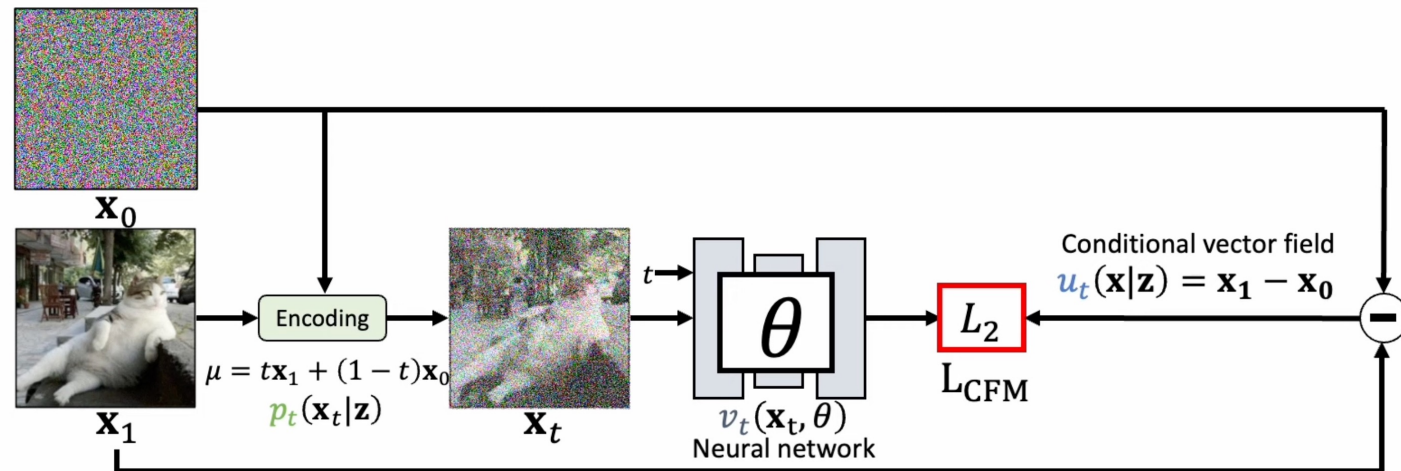 𝐱₀
𝐱₁
Encoding
μ = t𝐱₁ + (1 − t)𝐱₀
pₜ(𝐱ₜ|𝐳)
𝐱ₜ
t
θ
vₜ(𝐱ₜ, θ)
Neural network
L₂
L_CFM
Conditional vector field
uₜ(𝐱|𝐳) = 𝐱₁ − 𝐱₀
−